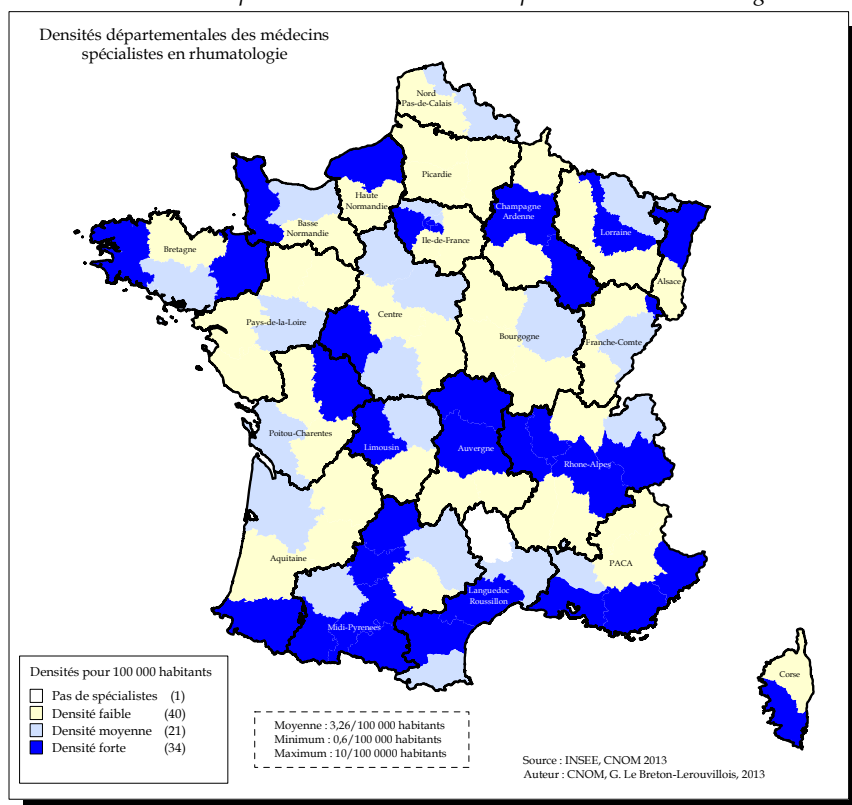 Densités départementales des médecins
spécialistes en rhumatologie
Nord
Pas-de-Calais
Picardie
Haute
Normandie
Basse
Normandie
Champagne
Ardenne
Lorraine
Ile-de-France
Alsace
Bretagne
Pays-de-la-Loire
Centre
Bourgogne
Franche-Comte
Poitou-Charentes
Limousin
Auvergne
Rhone-Alpes
Aquitaine
PACA
Languedoc
Roussillon
Midi-Pyrenees
Corse
Densités pour 100 000 habitants
Pas de spécialistes (1)
Densité faible (40)
Densité moyenne (21)
Densité forte (34)
Moyenne : 3,26/100 000 habitants
Minimum : 0,6/100 000 habitants
Maximum : 10/100 0000 habitants
Source : INSEE, CNOM 2013
Auteur : CNOM, G. Le Breton-Lerouvillois, 2013